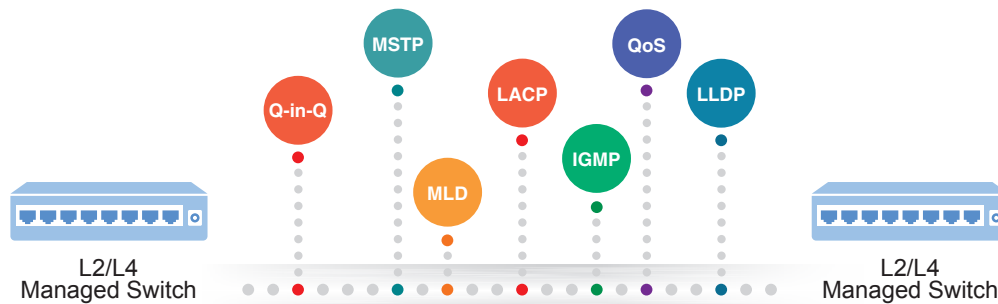 MSTP
QoS
Q-in-Q
LACP
LLDP
IGMP
MLD
L2/L4
Managed Switch
L2/L4
Managed Switch